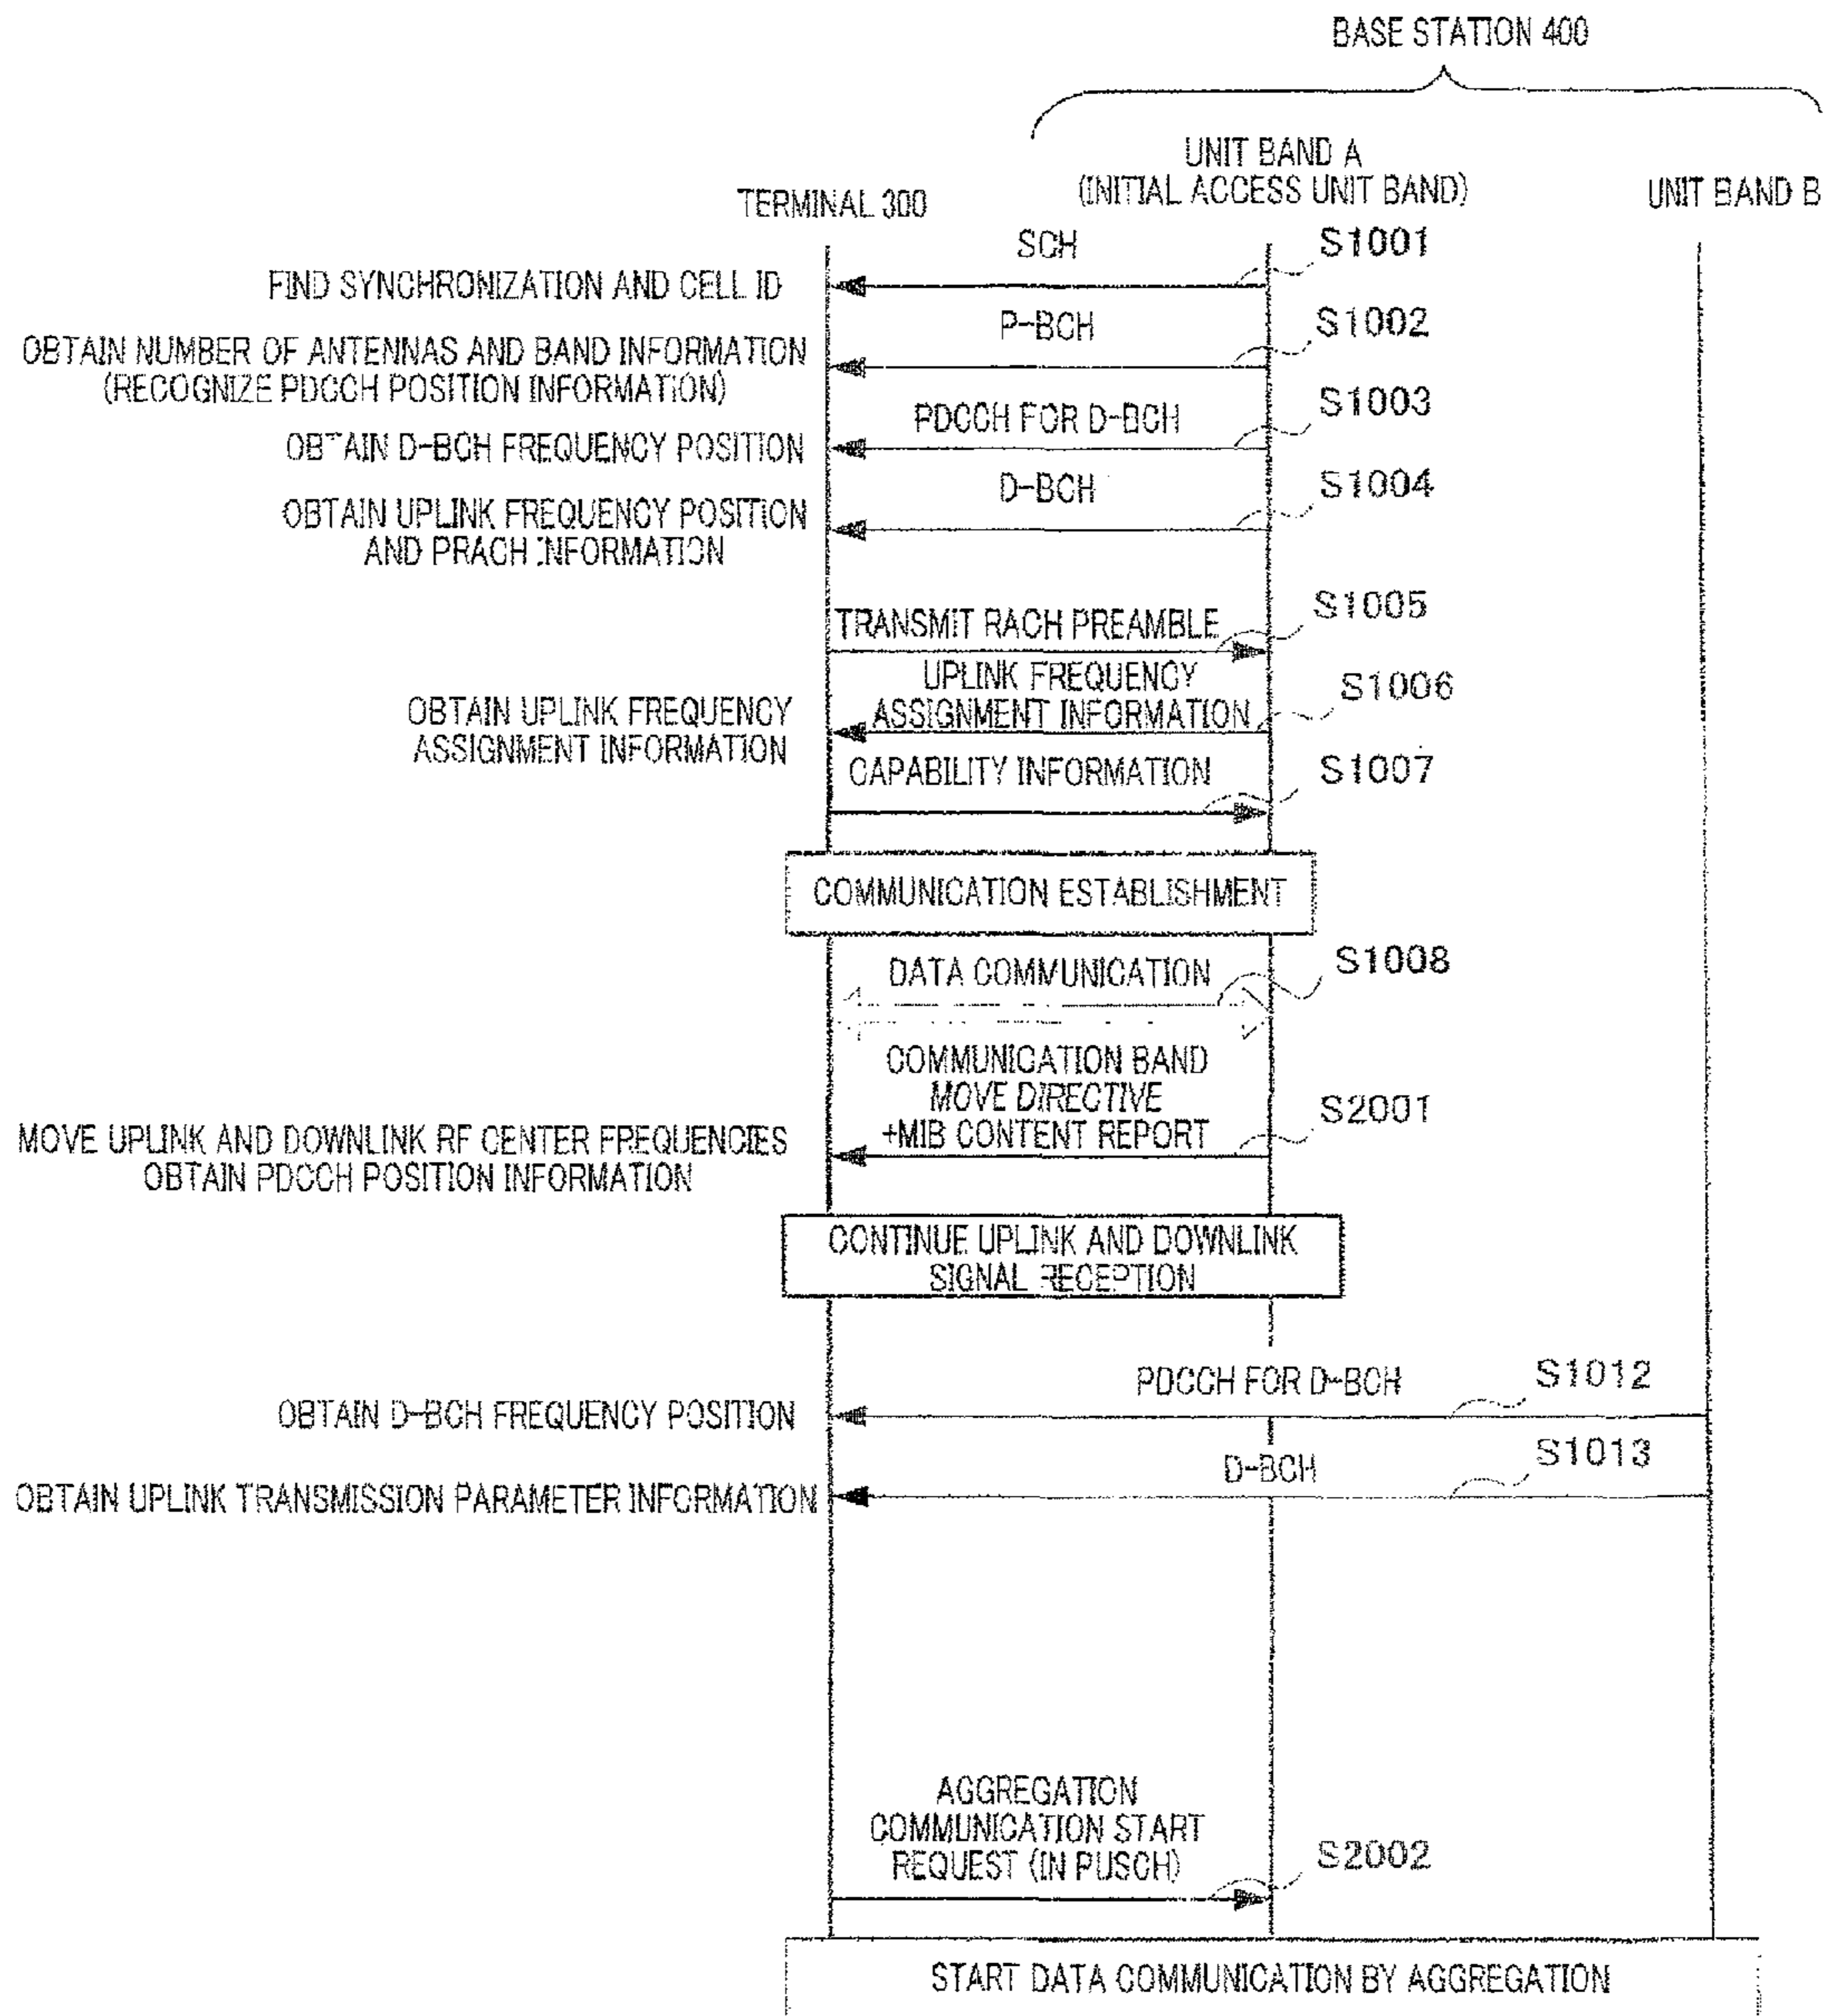 BASE STATION 400
UNIT BAND A
(INITIAL ACCESS UNIT BAND)
TERMINAL 300
UNIT BAND B
SCH
S1001
FIND SYNCHRONIZATION AND CELL ID
P-BCH
S1002
OBTAIN NUMBER OF ANTENNAS AND BAND INFORMATION
(RECOGNIZE PDCCH POSITION INFORMATION)
PDCCH FOR D-BCH
S1003
OBTAIN D-BCH FREQUENCY POSITION
D-BCH
S1004
OBTAIN UPLINK FREQUENCY POSITION
AND PRACH INFORMATION
TRANSMIT RACH PREAMBLE
S1005
UPLINK FREQUENCY
ASSIGNMENT INFORMATION
S1006
OBTAIN UPLINK FREQUENCY
ASSIGNMENT INFORMATION
CAPABILITY INFORMATION
S1007
COMMUNICATION ESTABLISHMENT
DATA COMMUNICATION
S1008
COMMUNICATION BAND
MOVE DIRECTIVE
+MIB CONTENT REPORT
S2001
MOVE UPLINK AND DOWNLINK RF CENTER FREQUENCIES
OBTAIN PDCCH POSITION INFORMATION
CONTINUE UPLINK AND DOWNLINK
SIGNAL RECEPTION
PDCCH FOR D-BCH
S1012
OBTAIN D-BCH FREQUENCY POSITION
D-BCH
S1013
OBTAIN UPLINK TRANSMISSION PARAMETER INFORMATION
AGGREGATION
COMMUNICATION START
REQUEST (IN PUSCH)
S2002
START DATA COMMUNICATION BY AGGREGATION